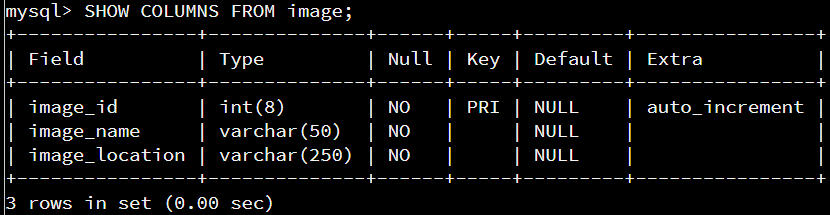 mysql> SHOW COLUMNS FROM image;
+----------------+--------------+------+-----+---------+----------------+
| Field          | Type         | Null | Key | Default | Extra          |
+----------------+--------------+------+-----+---------+----------------+
| image_id       | int(8)       | NO   | PRI | NULL    | auto_increment |
| image_name     | varchar(50)  | NO   |     | NULL    |                |
| image_location | varchar(250) | NO   |     | NULL    |                |
+----------------+--------------+------+-----+---------+----------------+
3 rows in set (0.00 sec)